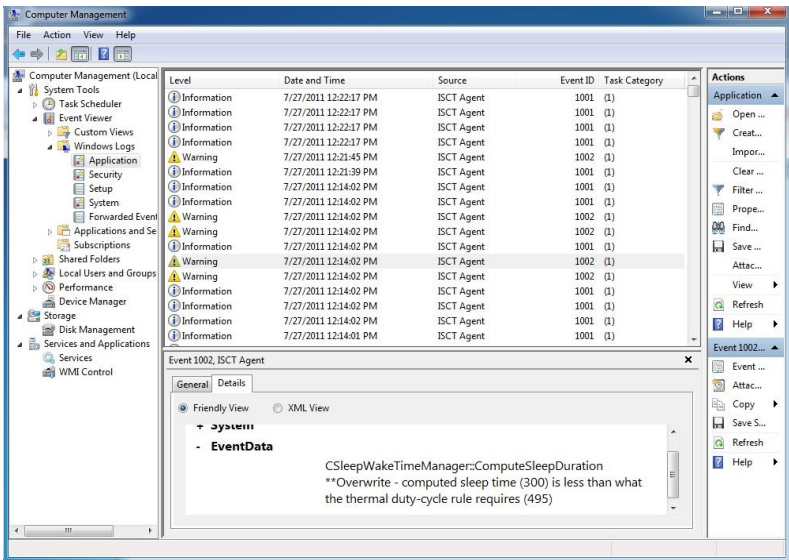 Computer Management
File Action View Help
Computer Management (Local
System Tools
Task Scheduler
Event Viewer
Custom Views
Windows Logs
Application
Security
Setup
System
Forwarded Event
Applications and Se
Subscriptions
Shared Folders
Local Users and Groups
Performance
Device Manager
Storage
Disk Management
Services and Applications
Services
WMI Control
Level Date and Time Source Event ID Task Category
Information 7/27/2011 12:22:17 PM ISCT Agent 1001 (1)
Information 7/27/2011 12:22:17 PM ISCT Agent 1001 (1)
Information 7/27/2011 12:22:17 PM ISCT Agent 1001 (1)
Information 7/27/2011 12:22:17 PM ISCT Agent 1001 (1)
Warning 7/27/2011 12:21:45 PM ISCT Agent 1002 (1)
Information 7/27/2011 12:21:39 PM ISCT Agent 1001 (1)
Information 7/27/2011 12:14:02 PM ISCT Agent 1001 (1)
Information 7/27/2011 12:14:02 PM ISCT Agent 1001 (1)
Warning 7/27/2011 12:14:02 PM ISCT Agent 1002 (1)
Warning 7/27/2011 12:14:02 PM ISCT Agent 1002 (1)
Information 7/27/2011 12:14:02 PM ISCT Agent 1001 (1)
Warning 7/27/2011 12:14:02 PM ISCT Agent 1002 (1)
Warning 7/27/2011 12:14:02 PM ISCT Agent 1002 (1)
Information 7/27/2011 12:14:02 PM ISCT Agent 1001 (1)
Information 7/27/2011 12:14:02 PM ISCT Agent 1001 (1)
Information 7/27/2011 12:14:02 PM ISCT Agent 1001 (1)
Information 7/27/2011 12:14:01 PM ISCT Agent 1001 (1)
Event 1002, ISCT Agent
General Details
Friendly View XML View
+ System
- EventData
CSleepWakeTimeManager::ComputeSleepDuration
**Overwrite - computed sleep time (300) is less than what
the thermal duty-cycle rule requires (495)
Actions
Application
Open ...
Creat...
Impor...
Clear ...
Filter ...
Prope...
Find...
Save ...
Attac...
View
Refresh
Help
Event 1002...
Event ...
Attac...
Copy
Save S...
Refresh
Help